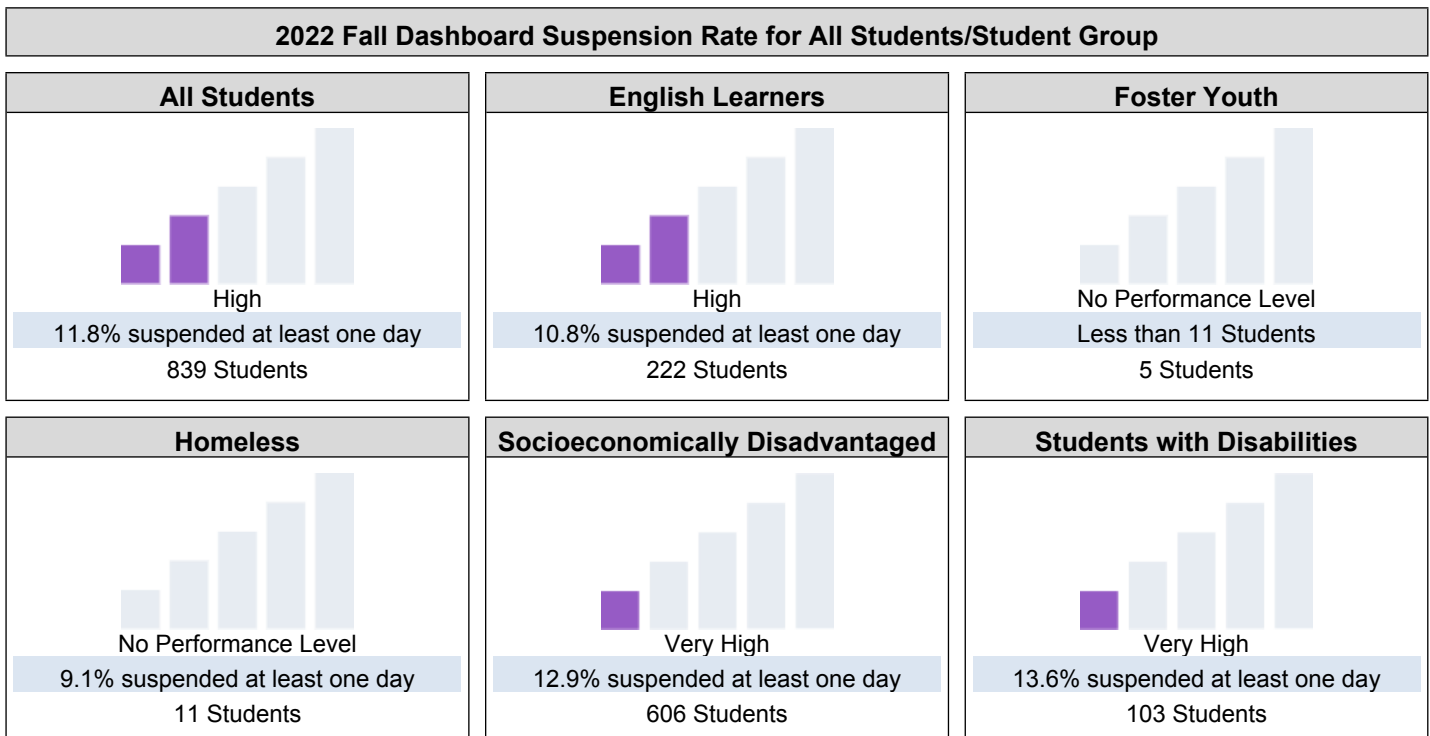 2022 Fall Dashboard Suspension Rate for All Students/Student Group
All Students
High
11.8% suspended at least one day
839 Students
English Learners
High
10.8% suspended at least one day
222 Students
Foster Youth
No Performance Level
Less than 11 Students
5 Students
Homeless
No Performance Level
9.1% suspended at least one day
11 Students
Socioeconomically Disadvantaged
Very High
12.9% suspended at least one day
606 Students
Students with Disabilities
Very High
13.6% suspended at least one day
103 Students